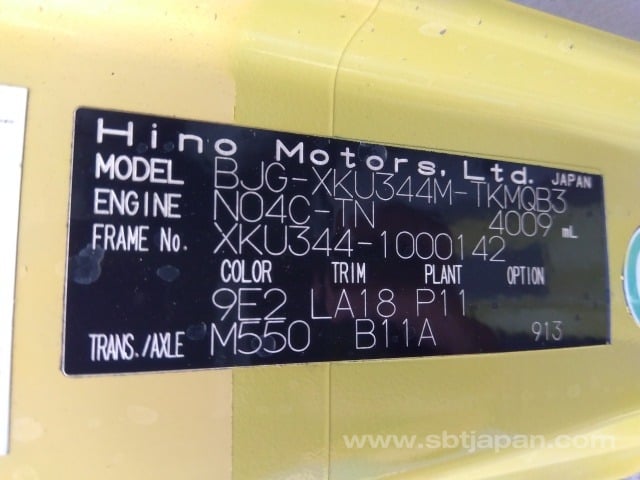 Hino Motors, Ltd. JAPAN
MODEL BJG-XKU344M-TKMQB3
ENGINE N04C-TN 4009 mL
FRAME No. XKU344-1000142
COLOR TRIM PLANT OPTION
9E2 LA18 P11
TRANS./AXLE M550 B11A 913
www.sbtjapan.com